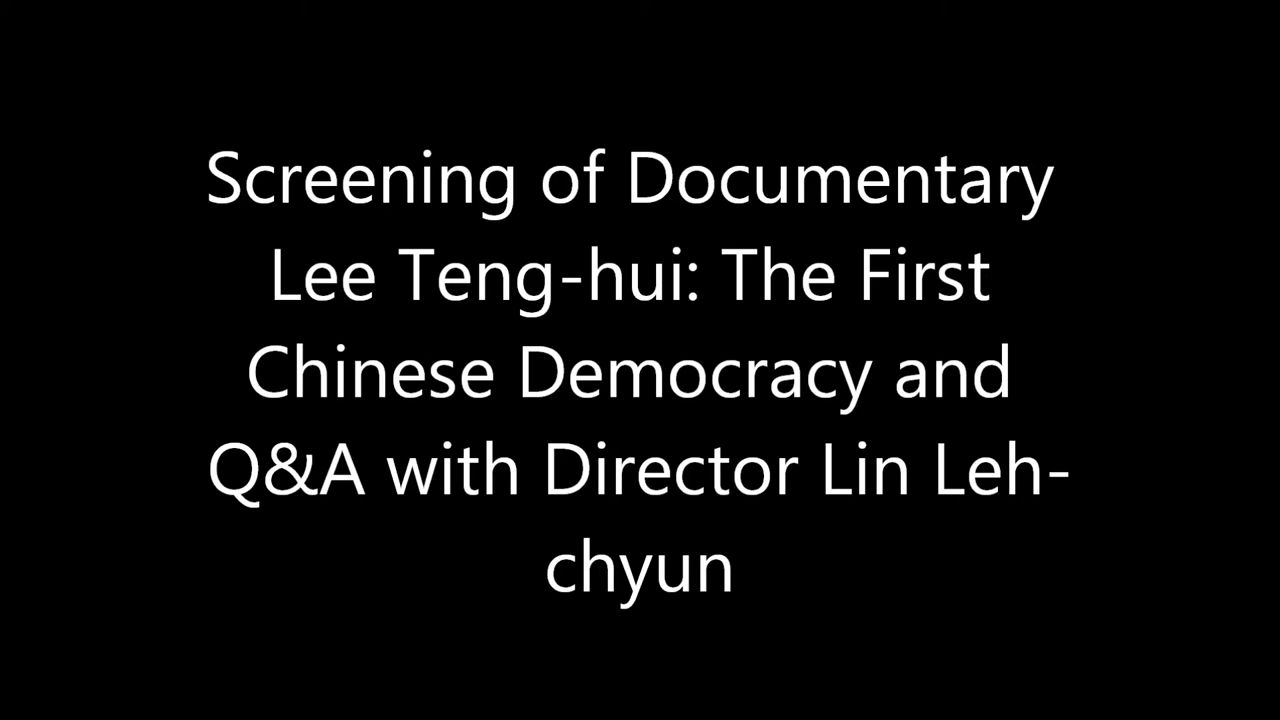 Screening of Documentary
Lee Teng-hui: The First
Chinese Democracy and
Q&A with Director Lin Leh-
chyun